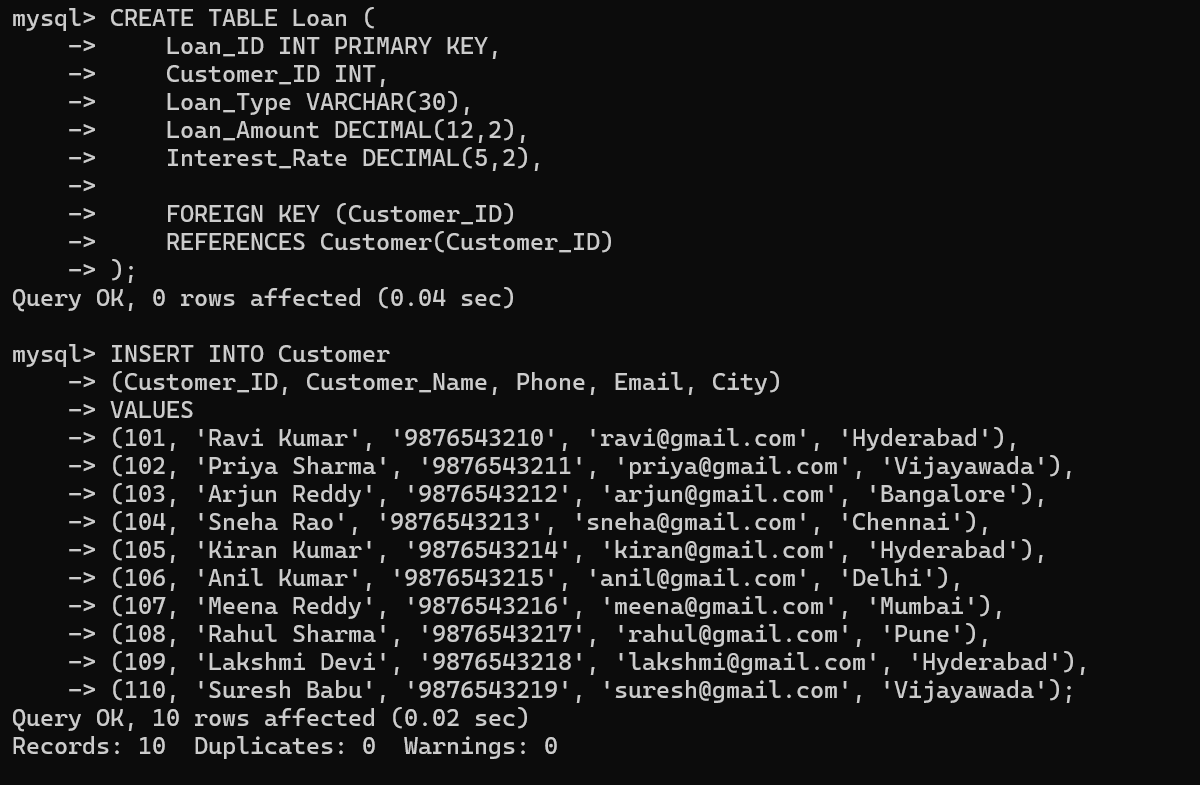 mysql> CREATE TABLE Loan (
    ->     Loan_ID INT PRIMARY KEY,
    ->     Customer_ID INT,
    ->     Loan_Type VARCHAR(30),
    ->     Loan_Amount DECIMAL(12,2),
    ->     Interest_Rate DECIMAL(5,2),
    ->
    ->     FOREIGN KEY (Customer_ID)
    ->     REFERENCES Customer(Customer_ID)
    -> );
Query OK, 0 rows affected (0.04 sec)

mysql> INSERT INTO Customer
    -> (Customer_ID, Customer_Name, Phone, Email, City)
    -> VALUES
    -> (101, 'Ravi Kumar', '9876543210', 'ravi@gmail.com', 'Hyderabad'),
    -> (102, 'Priya Sharma', '9876543211', 'priya@gmail.com', 'Vijayawada'),
    -> (103, 'Arjun Reddy', '9876543212', 'arjun@gmail.com', 'Bangalore'),
    -> (104, 'Sneha Rao', '9876543213', 'sneha@gmail.com', 'Chennai'),
    -> (105, 'Kiran Kumar', '9876543214', 'kiran@gmail.com', 'Hyderabad'),
    -> (106, 'Anil Kumar', '9876543215', 'anil@gmail.com', 'Delhi'),
    -> (107, 'Meena Reddy', '9876543216', 'meena@gmail.com', 'Mumbai'),
    -> (108, 'Rahul Sharma', '9876543217', 'rahul@gmail.com', 'Pune'),
    -> (109, 'Lakshmi Devi', '9876543218', 'lakshmi@gmail.com', 'Hyderabad'),
    -> (110, 'Suresh Babu', '9876543219', 'suresh@gmail.com', 'Vijayawada');
Query OK, 10 rows affected (0.02 sec)
Records: 10  Duplicates: 0  Warnings: 0